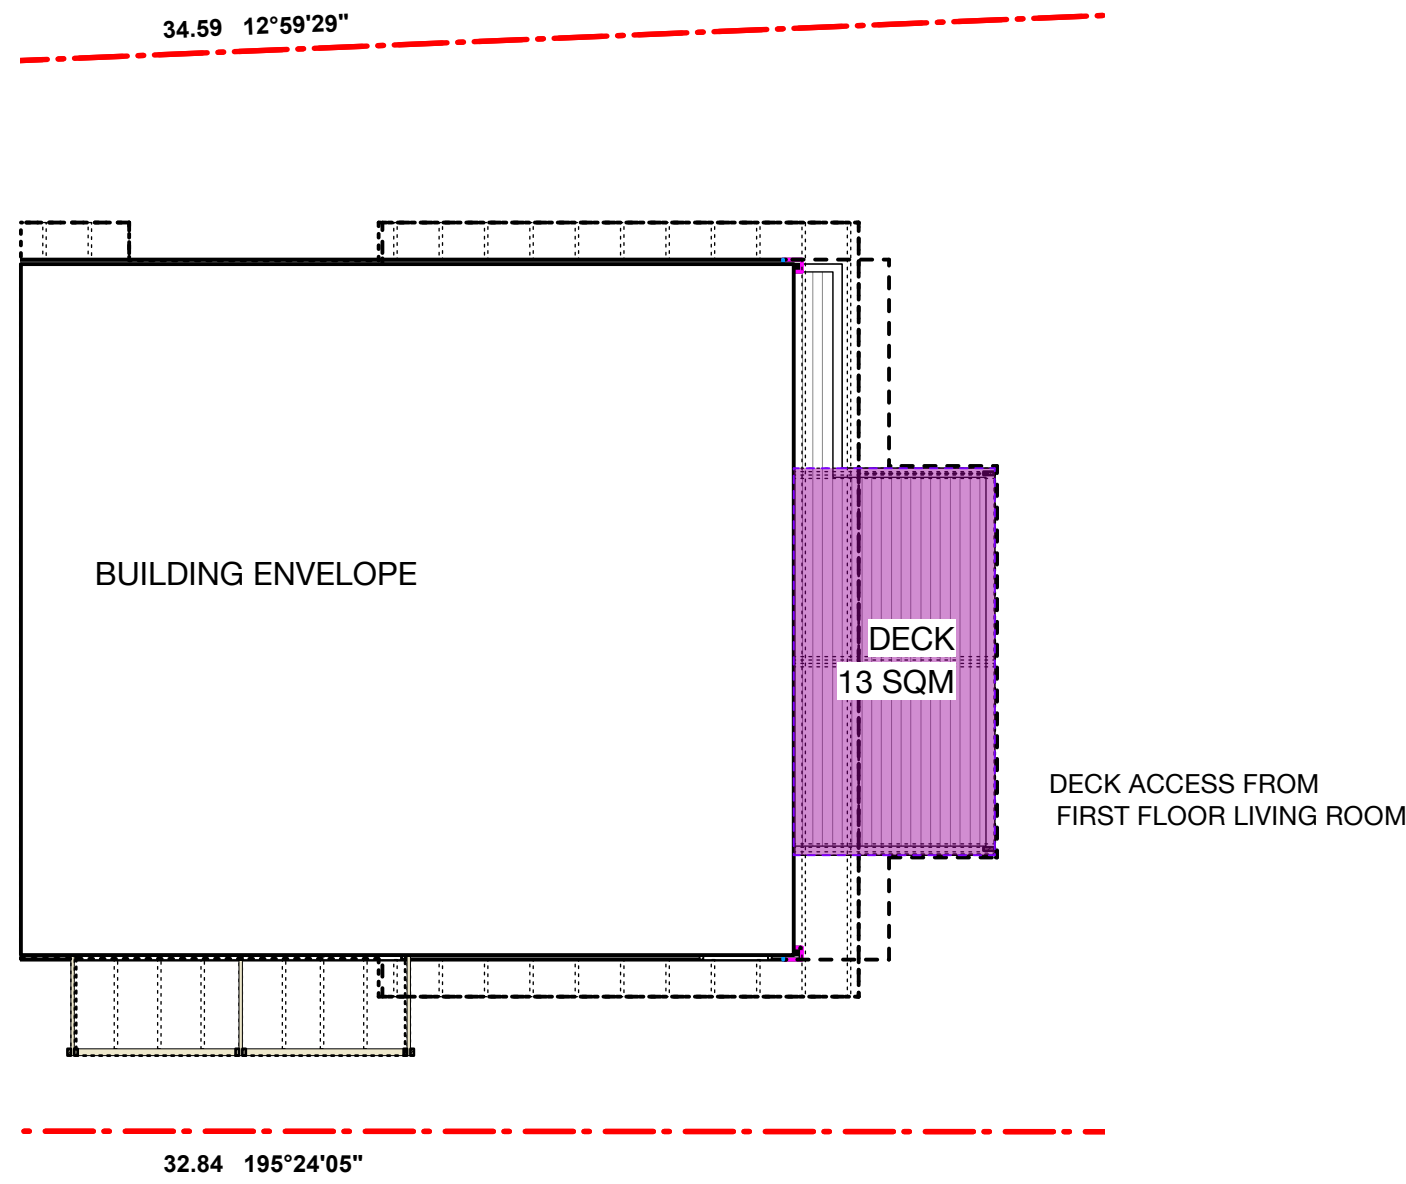 34.59 12°59'29"
BUILDING ENVELOPE
DECK
13 SQM
DECK ACCESS FROM
FIRST FLOOR LIVING ROOM
32.84 195°24'05"